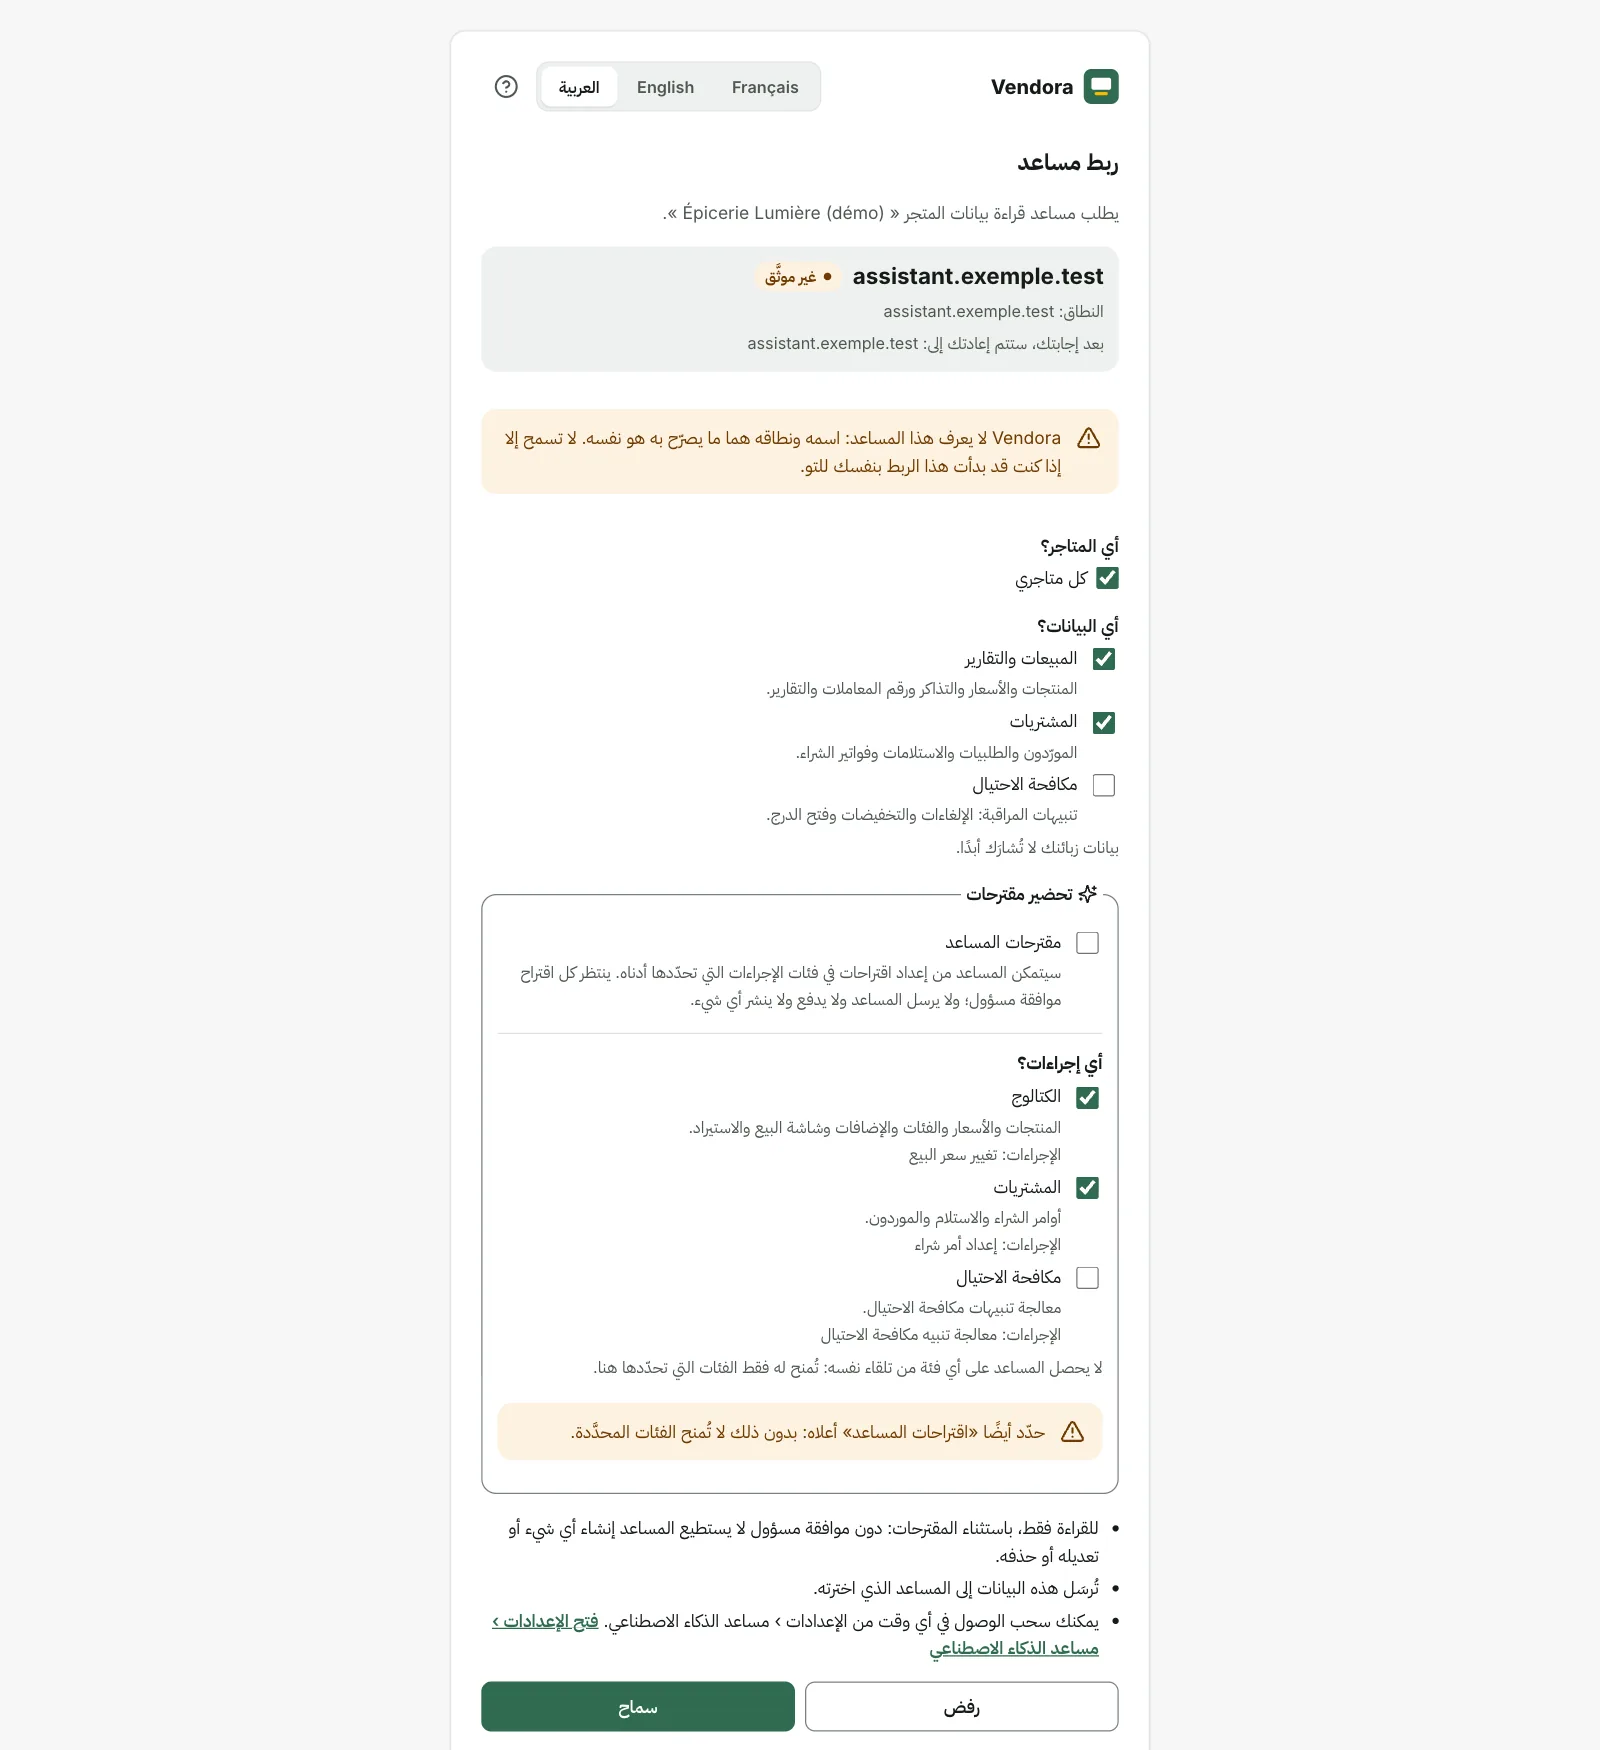 Vendora
Français
English
العربية
ربط مساعد
يطلب مساعد قراءة بيانات المتجر « Épicerie Lumière (démo) ».
assistant.exemple.test
غير موثَّق
النطاق: assistant.exemple.test
بعد إجابتك، ستتم إعادتك إلى: assistant.exemple.test
Vendora لا يعرف هذا المساعد: اسمه ونطاقه هما ما يصرّح به هو نفسه. لا تسمح إلا
إذا كنت قد بدأت هذا الربط بنفسك للتو.
أي المتاجر؟
كل متاجري
أي البيانات؟
المبيعات والتقارير
المنتجات والأسعار والتذاكر ورقم المعاملات والتقارير.
المشتريات
المورّدون والطلبيات والاستلامات وفواتير الشراء.
مكافحة الاحتيال
تنبيهات المراقبة: الإلغاءات والتخفيضات وفتح الدرج.
بيانات زبائنك لا تُشارَك أبدًا.
تحضير مقترحات
مقترحات المساعد
سيتمكن المساعد من إعداد اقتراحات في فئات الإجراءات التي تحدّدها أدناه. ينتظر كل اقتراح
موافقة مسؤول؛ ولا يرسل المساعد ولا يدفع ولا ينشر أي شيء.
أي إجراءات؟
الكتالوج
المنتجات والأسعار والفئات والإضافات وشاشة البيع والاستيراد.
الإجراءات: تغيير سعر البيع
المشتريات
أوامر الشراء والاستلام والموردون.
الإجراءات: إعداد أمر شراء
مكافحة الاحتيال
معالجة تنبيهات مكافحة الاحتيال.
الإجراءات: معالجة تنبيه مكافحة الاحتيال
لا يحصل المساعد على أي فئة من تلقاء نفسه: تُمنح له فقط الفئات التي تحدّدها هنا.
حدّد أيضًا «اقتراحات المساعد» أعلاه: بدون ذلك لا تُمنح الفئات المحدَّدة.
• للقراءة فقط، باستثناء المقترحات: دون موافقة مسؤول لا يستطيع المساعد إنشاء أي شيء أو
تعديله أو حذفه.
• تُرسَل هذه البيانات إلى المساعد الذي اخترته.
• يمكنك سحب الوصول في أي وقت من الإعدادات › مساعد الذكاء الاصطناعي. فتح الإعدادات ›
مساعد الذكاء الاصطناعي
رفض
سماح